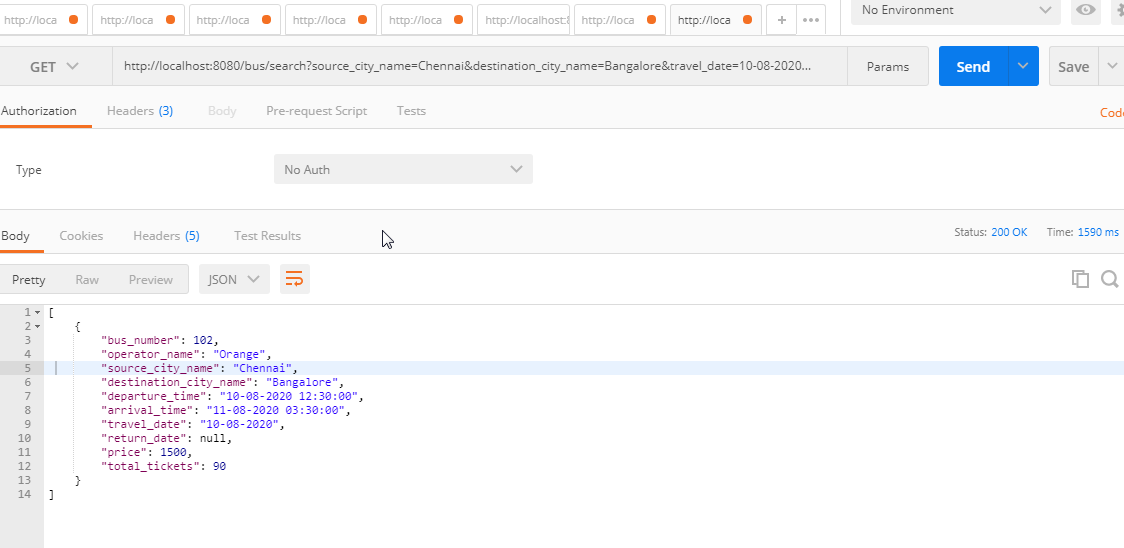 http://loca http://loca http://loca http://loca http://loca http://localhost:8 http://loca http://loca + ••• No Environment
GET http://localhost:8080/bus/search?source_city_name=Chennai&destination_city_name=Bangalore&travel_date=10-08-2020... Params Send Save
Authorization Headers (3) Body Pre-request Script Tests Code
Type No Auth
Body Cookies Headers (5) Test Results Status: 200 OK Time: 1590 ms
Pretty Raw Preview JSON
1 [
2 {
3 "bus_number": 102,
4 "operator_name": "Orange",
5 "source_city_name": "Chennai",
6 "destination_city_name": "Bangalore",
7 "departure_time": "10-08-2020 12:30:00",
8 "arrival_time": "11-08-2020 03:30:00",
9 "travel_date": "10-08-2020",
10 "return_date": null,
11 "price": 1500,
12 "total_tickets": 90
13 }
14 ]